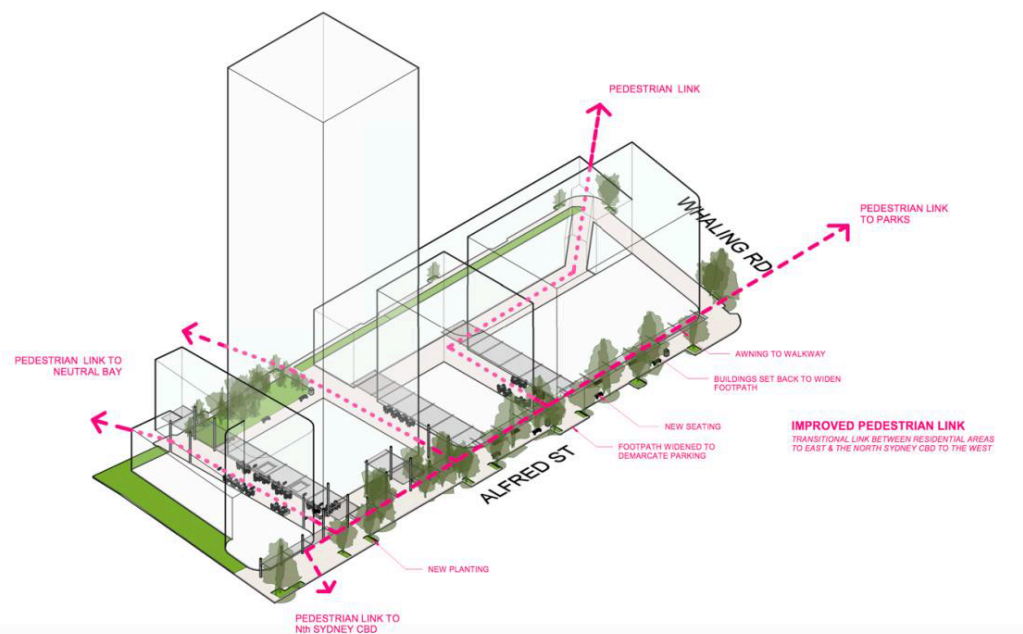 PEDESTRIAN LINK
WHALING RD
PEDESTRIAN LINK
TO PARKS
PEDESTRIAN LINK TO
NEUTRAL BAY
AWNING TO WALKWAY
BUILDINGS SET BACK TO WIDEN
FOOTPATH
NEW SEATING
IMPROVED PEDESTRIAN LINK
TRANSITIONAL LINK BETWEEN RESIDENTIAL AREAS
TO EAST & THE NORTH SYDNEY CBD TO THE WEST
FOOTPATH WIDENED TO
DEMARCATE PARKING
ALFRED ST
NEW PLANTING
PEDESTRIAN LINK TO
Nth SYDNEY CBD